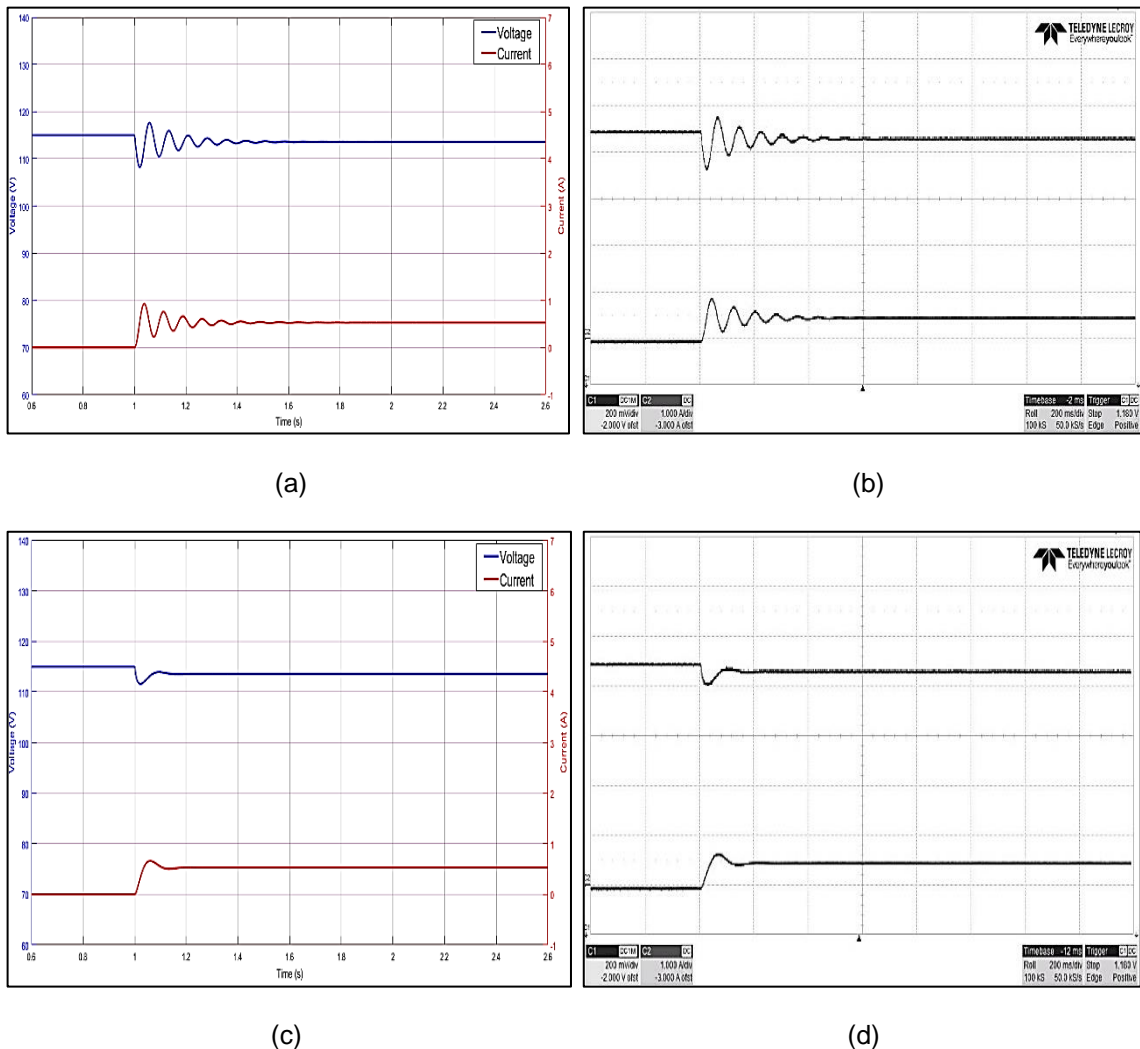 Voltage
Current
140
130
120
110
100
90
80
70
60
Voltage (V)
7
6
5
4
3
2
1
0
-1
Current (A)
0.6 0.8 1 1.2 1.4 1.6 1.8 2 2.2 2.4 2.6
Time (s)
(a)
TELEDYNE LECROY
Everywhereyoulook
C1 DC1M C2 DC
200 mV/div 1.000 A/div
-2.000 V ofst -3.000 A ofst
Timebase -2 ms Trigger C1 DC
Roll 200 ms/div Stop 1.180 V
100 kS 50.0 kS/s Edge Positive
(b)
Voltage
Current
140
130
120
110
100
90
80
70
60
Voltage (V)
7
6
5
4
3
2
1
0
-1
Current (A)
0.6 0.8 1 1.2 1.4 1.6 1.8 2 2.2 2.4 2.6
Time (s)
(c)
TELEDYNE LECROY
Everywhereyoulook
C1 DC1M C2 DC
200 mV/div 1.000 A/div
-2.000 V ofst -3.000 A ofst
Timebase -12 ms Trigger C1 DC
Roll 200 ms/div Stop 1.180 V
100 kS 50.0 kS/s Edge Positive
(d)